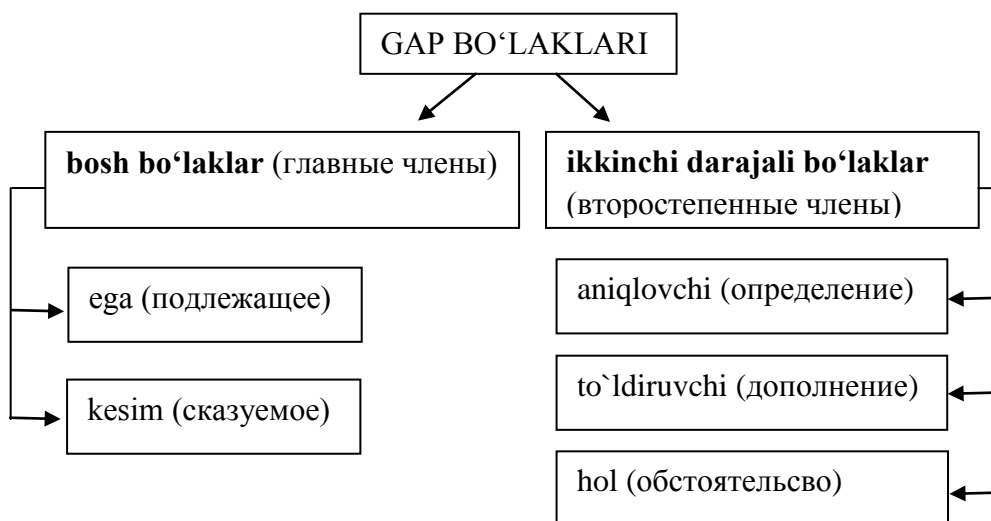 GAP BO‘LAKLARI
bosh bo‘laklar (главные члены)
ikkinchi darajali bo‘laklar
(второстепенные члены)
ega (подлежащее)
kesim (сказуемое)
aniqlovchi (определение)
to`ldiruvchi (дополнение)
hol (обстоятельсво)